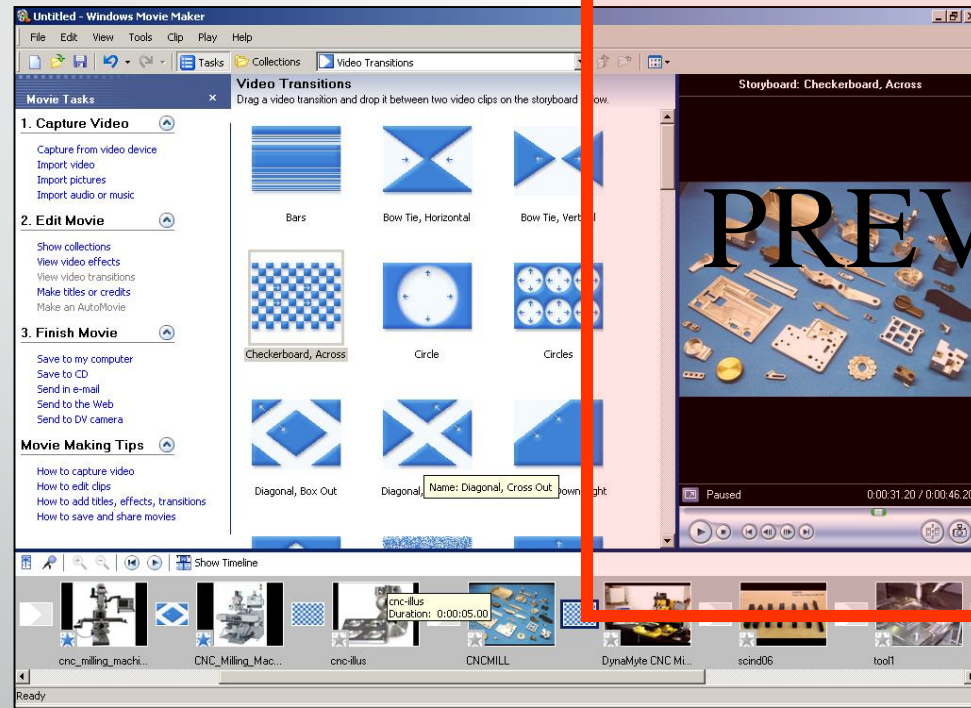 Untitled - Windows Movie Maker
File Edit View Tools Clip Play Help
Tasks Collections Video Transitions
Movie Tasks
1. Capture Video
Capture from video device
Import video
Import pictures
Import audio or music
2. Edit Movie
Show collections
View video effects
View video transitions
Make titles or credits
Make an AutoMovie
3. Finish Movie
Save to my computer
Save to CD
Send in e-mail
Send to the Web
Send to DV camera
Movie Making Tips
How to capture video
How to edit clips
How to add titles, effects, transitions
How to save and share movies
Video Transitions
Drag a video transition and drop it between two video clips on the storyboard
Bars
Bow Tie, Horizontal
Bow Tie,
Checkerboard, Across
Circle
Circles
Diagonal, Box Out
Diagonal,
Name: Diagonal, Cross Out
Storyboard: Checkerboard, Across
PREV
Paused
0:00:31.20 / 0:00:46.20
Show Timeline
cnc-illus
Duration: 0:00:05.00
cnc_milling_machi...
CNC_Milling_Mac...
cnc-illus
CNCMILL
DynaMyte CNC Mi...
scind06
tool1
Ready